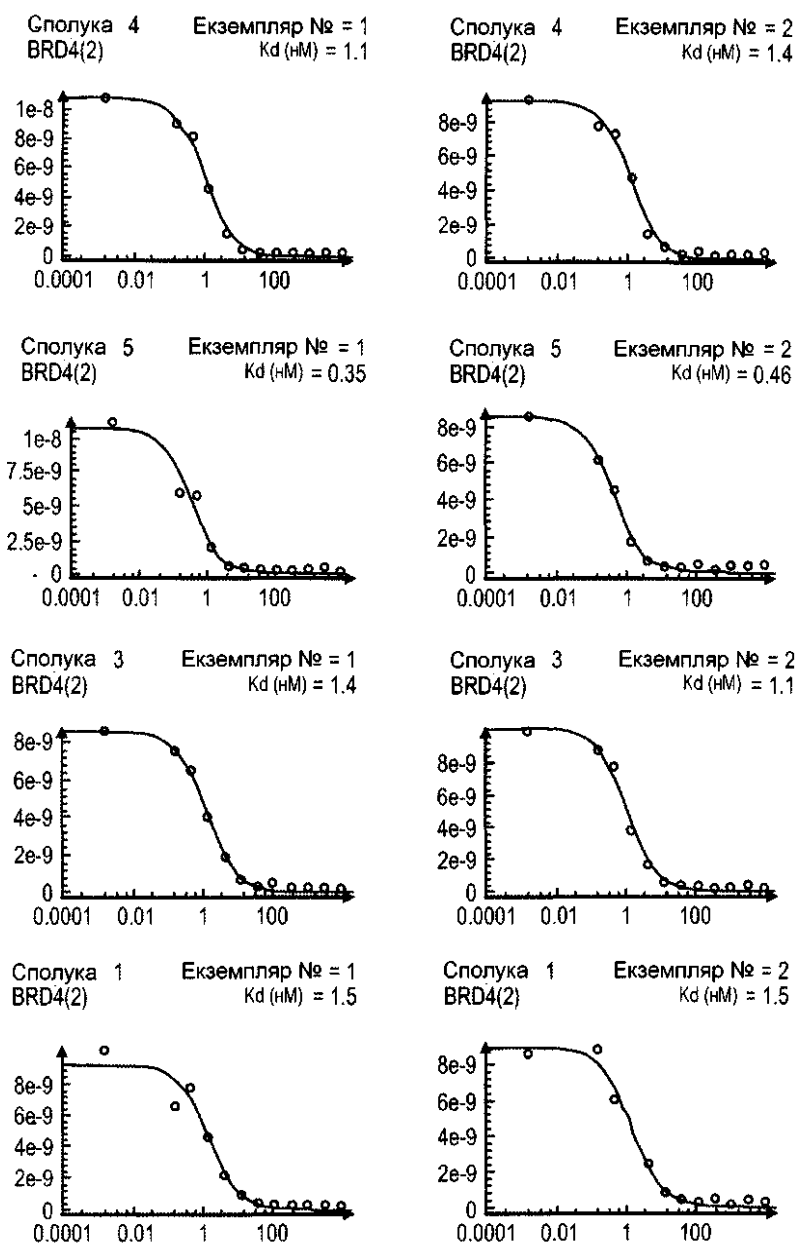 Сполука 4 Екземпляр № = 1
BRD4(2) Kd (нМ) = 1.1
1e-8
8e-9
6e-9
4e-9
2e-9
0
0.0001 0.01 1 100
Сполука 4 Екземпляр № = 2
BRD4(2) Kd (нМ) = 1.4
8e-9
6e-9
4e-9
2e-9
0
0.0001 0.01 1 100
Сполука 5 Екземпляр № = 1
BRD4(2) Kd (нМ) = 0.35
1e-8
7.5e-9
5e-9
2.5e-9
0
0.0001 0.01 1 100
Сполука 5 Екземпляр № = 2
BRD4(2) Kd (нМ) = 0.46
8e-9
6e-9
4e-9
2e-9
0
0.0001 0.01 1 100
Сполука 3 Екземпляр № = 1
BRD4(2) Kd (нМ) = 1.4
8e-9
6e-9
4e-9
2e-9
0
0.0001 0.01 1 100
Сполука 3 Екземпляр № = 2
BRD4(2) Kd (нМ) = 1.1
8e-9
6e-9
4e-9
2e-9
0
0.0001 0.01 1 100
Сполука 1 Екземпляр № = 1
BRD4(2) Kd (нМ) = 1.5
8e-9
6e-9
4e-9
2e-9
0
0.0001 0.01 1 100
Сполука 1 Екземпляр № = 2
BRD4(2) Kd (нМ) = 1.5
8e-9
6e-9
4e-9
2e-9
0
0.0001 0.01 1 100